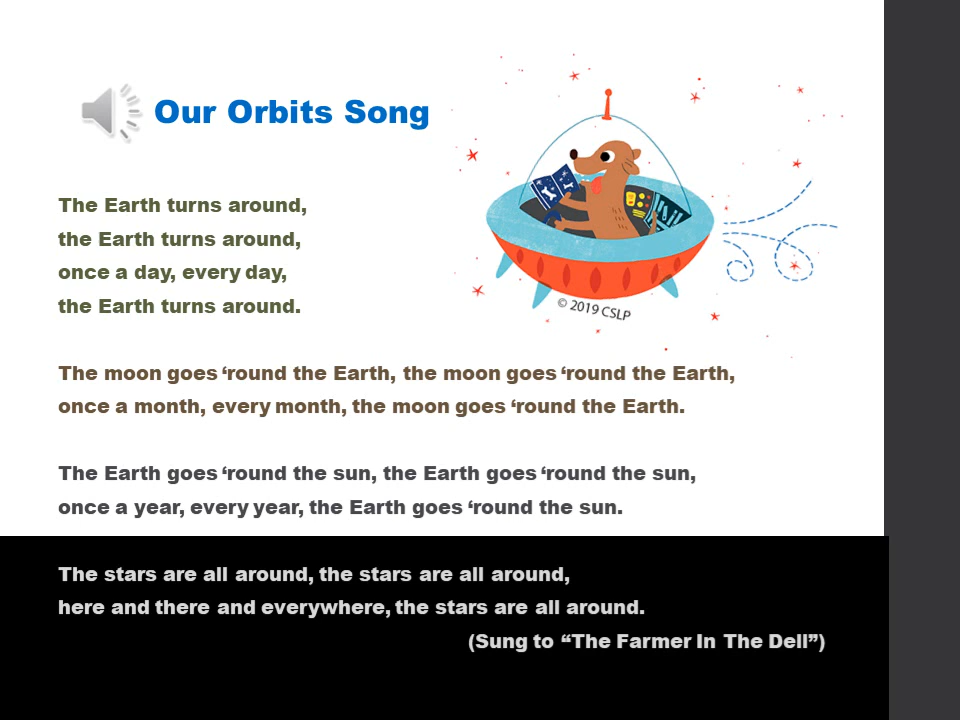 Our Orbits Song
© 2019 CSLP
The Earth turns around,
the Earth turns around,
once a day, every day,
the Earth turns around.
The moon goes ‘round the Earth, the moon goes ‘round the Earth,
once a month, every month, the moon goes ‘round the Earth.
The Earth goes ‘round the sun, the Earth goes ‘round the sun,
once a year, every year, the Earth goes ‘round the sun.
The stars are all around, the stars are all around,
here and there and everywhere, the stars are all around.
(Sung to “The Farmer In The Dell”)